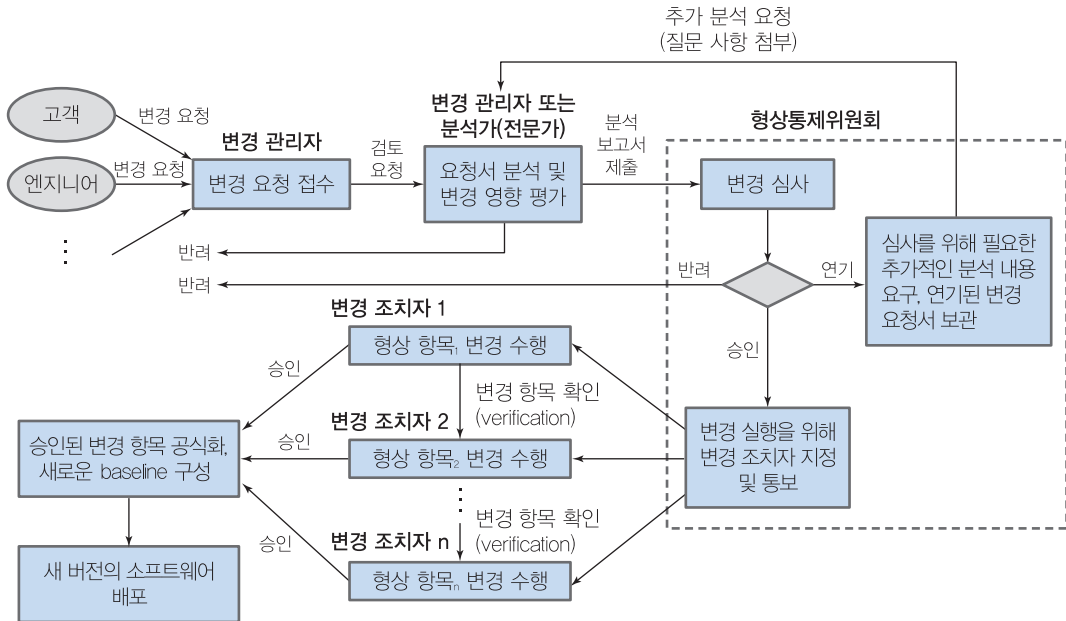 추가 분석 요청
(질문 사항 첨부)
고객
변경 요청
엔지니어
변경 요청
⋮
변경 관리자
변경 요청 접수
검토
요청
변경 관리자 또는
분석가(전문가)
요청서 분석 및
변경 영향 평가
분석
보고서
제출
형상통제위원회
변경 심사
반려
반려
연기
심사를 위해 필요한
추가적인 분석 내용
요구, 연기된 변경
요청서 보관
승인
변경 실행을 위해
변경 조치자 지정
및 통보
변경 조치자 1
형상 항목₁ 변경 수행
승인
변경 항목 확인
(verification)
변경 조치자 2
형상 항목₂ 변경 수행
승인
⋮
변경 항목 확인
(verification)
변경 조치자 n
형상 항목ₙ 변경 수행
승인
승인된 변경 항목 공식화,
새로운 baseline 구성
새 버전의 소프트웨어
배포